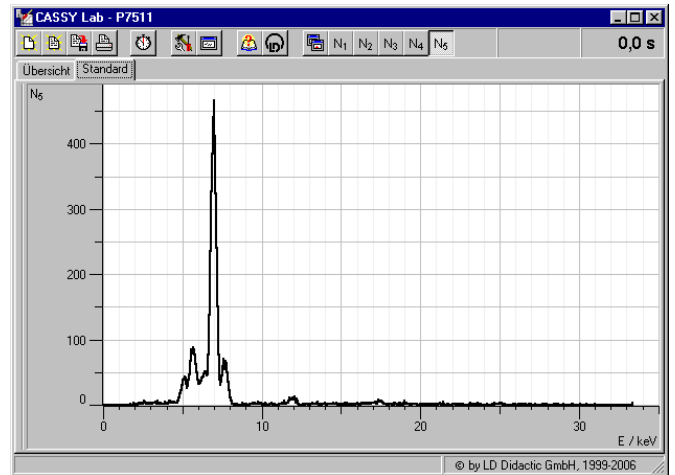 CASSY Lab - P7511
N1 N2 N3 N4 N5 0,0 s
Übersicht Standard
N5
400
300
200
100
0
0 10 20 30
E / keV
© by LD Didactic GmbH, 1999-2006